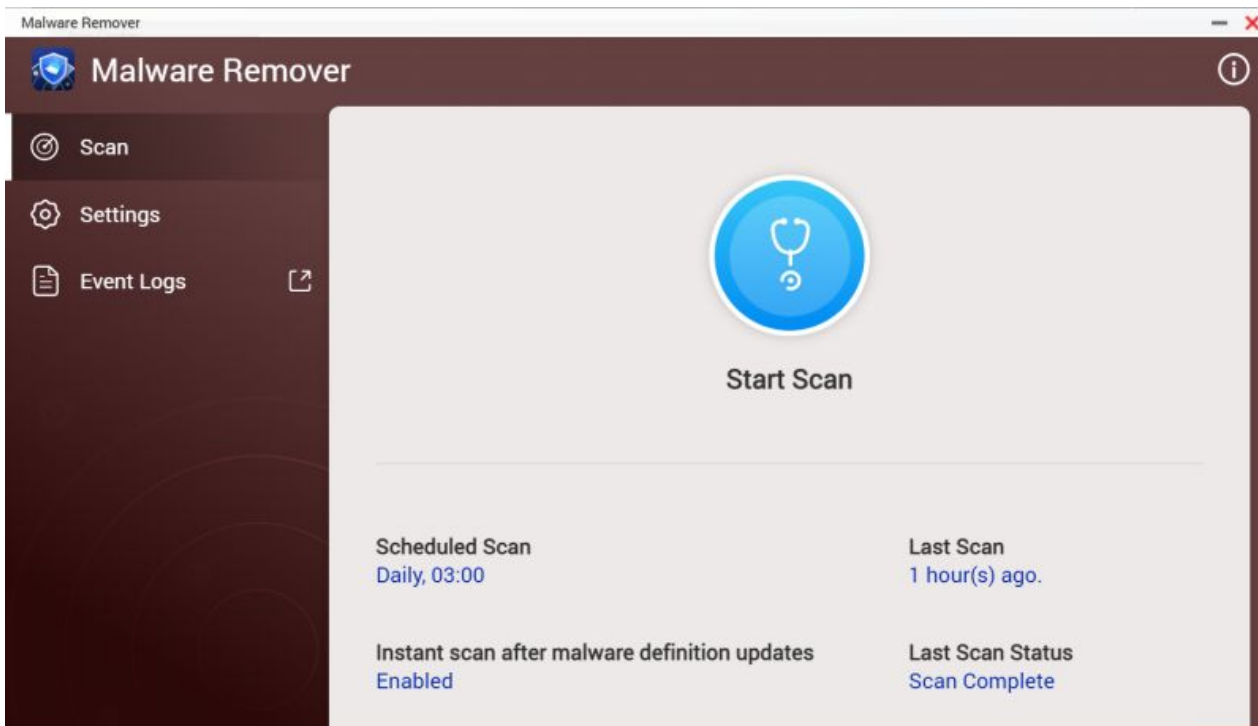 Malware Remover
Malware Remover
Scan
Settings
Event Logs
Start Scan
Scheduled Scan
Daily, 03:00
Last Scan
1 hour(s) ago.
Instant scan after malware definition updates
Enabled
Last Scan Status
Scan Complete